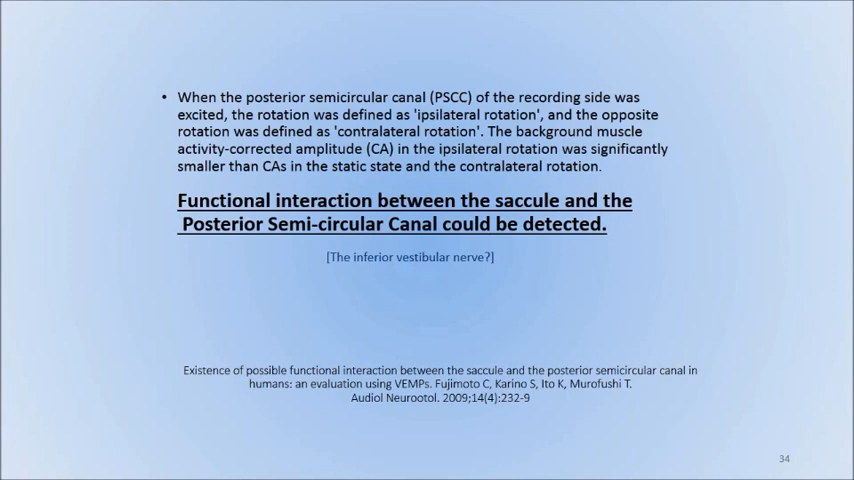 • When the posterior semicircular canal (PSCC) of the recording side was
excited, the rotation was defined as 'ipsilateral rotation', and the opposite
rotation was defined as 'contralateral rotation'. The background muscle
activity-corrected amplitude (CA) in the ipsilateral rotation was significantly
smaller than CAs in the static state and the contralateral rotation.
Functional interaction between the saccule and the
Posterior Semi-circular Canal could be detected.
[The inferior vestibular nerve?]
Existence of possible functional interaction between the saccule and the posterior semicircular canal in
humans: an evaluation using VEMPs. Fujimoto C, Karino S, Ito K, Murofushi T.
Audiol Neurootol. 2009;14(4):232-9
34